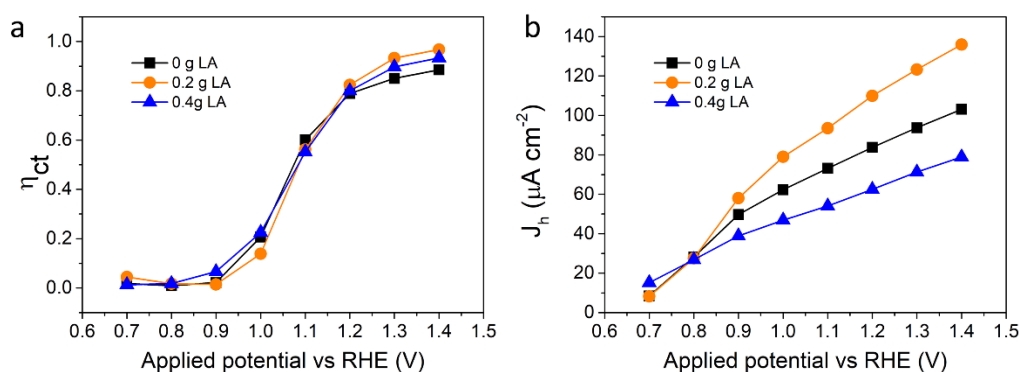 a
1.0
0.8
0.6
0.4
0.2
0.0
η_ct
0 g LA
0.2 g LA
0.4g LA
0.6 0.7 0.8 0.9 1.0 1.1 1.2 1.3 1.4 1.5
Applied potential vs RHE (V)
b
140
120
100
80
60
40
20
0
J_h (μA cm⁻²)
0 g LA
0.2 g LA
0.4g LA
0.6 0.7 0.8 0.9 1.0 1.1 1.2 1.3 1.4 1.5
Applied potential vs RHE (V)